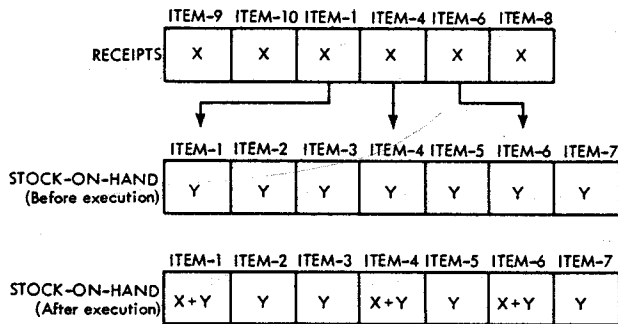 ITEM-9 ITEM-10 ITEM-1 ITEM-4 ITEM-6 ITEM-8
RECEIPTS X X X X X X
ITEM-1 ITEM-2 ITEM-3 ITEM-4 ITEM-5 ITEM-6 ITEM-7
STOCK-ON-HAND
(Before execution) Y Y Y Y Y Y Y
ITEM-1 ITEM-2 ITEM-3 ITEM-4 ITEM-5 ITEM-6 ITEM-7
STOCK-ON-HAND
(After execution) X+Y Y Y X+Y Y X+Y Y